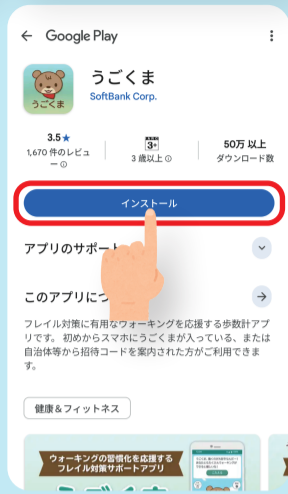 Google Play
うごくま
うごくま
SoftBank Corp.
3.5★
1,670 件のレビュ
ー
3+
3 歳以上
50万 以上
ダウンロード数
インストール
アプリのサポート
このアプリにつ
フレイル対策に有用なウォーキングを応援する歩数計アプ
リです。 初めからスマホにうごくまが入っている、または
自治体等から招待コードを案内された方がご利用できま
す。
健康＆フィットネス
ウォーキングの習慣化を応援する
フレイル対策サポートアプリ